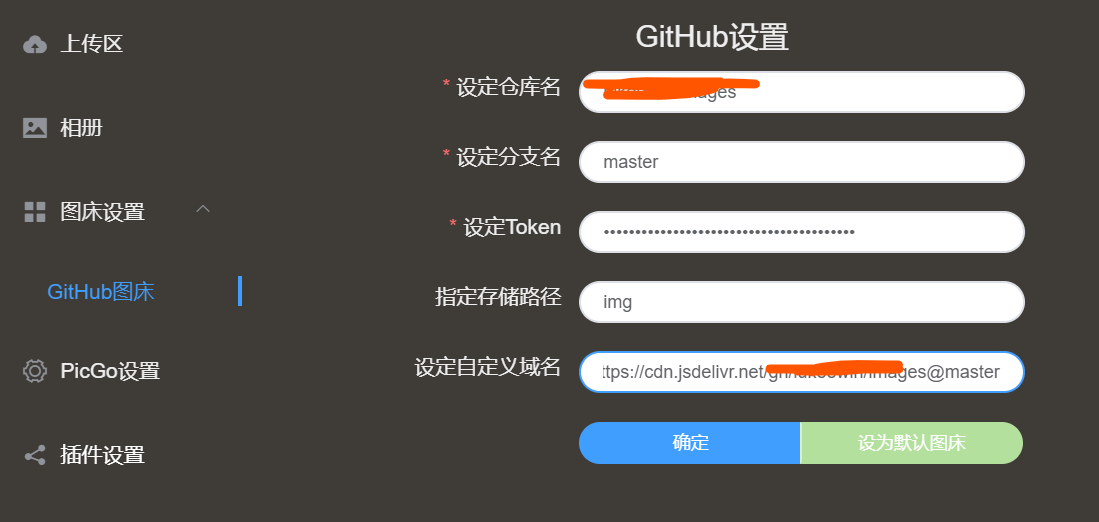 上传区
相册
图床设置
GitHub图床
PicGo设置
插件设置
GitHub设置
* 设定仓库名
* 设定分支名
master
* 设定Token
••••••••••••••••••••••••••••••••••••••••
指定存储路径
img
设定自定义域名
ttps://cdn.jsdelivr.net/ @master
确定
设为默认图床